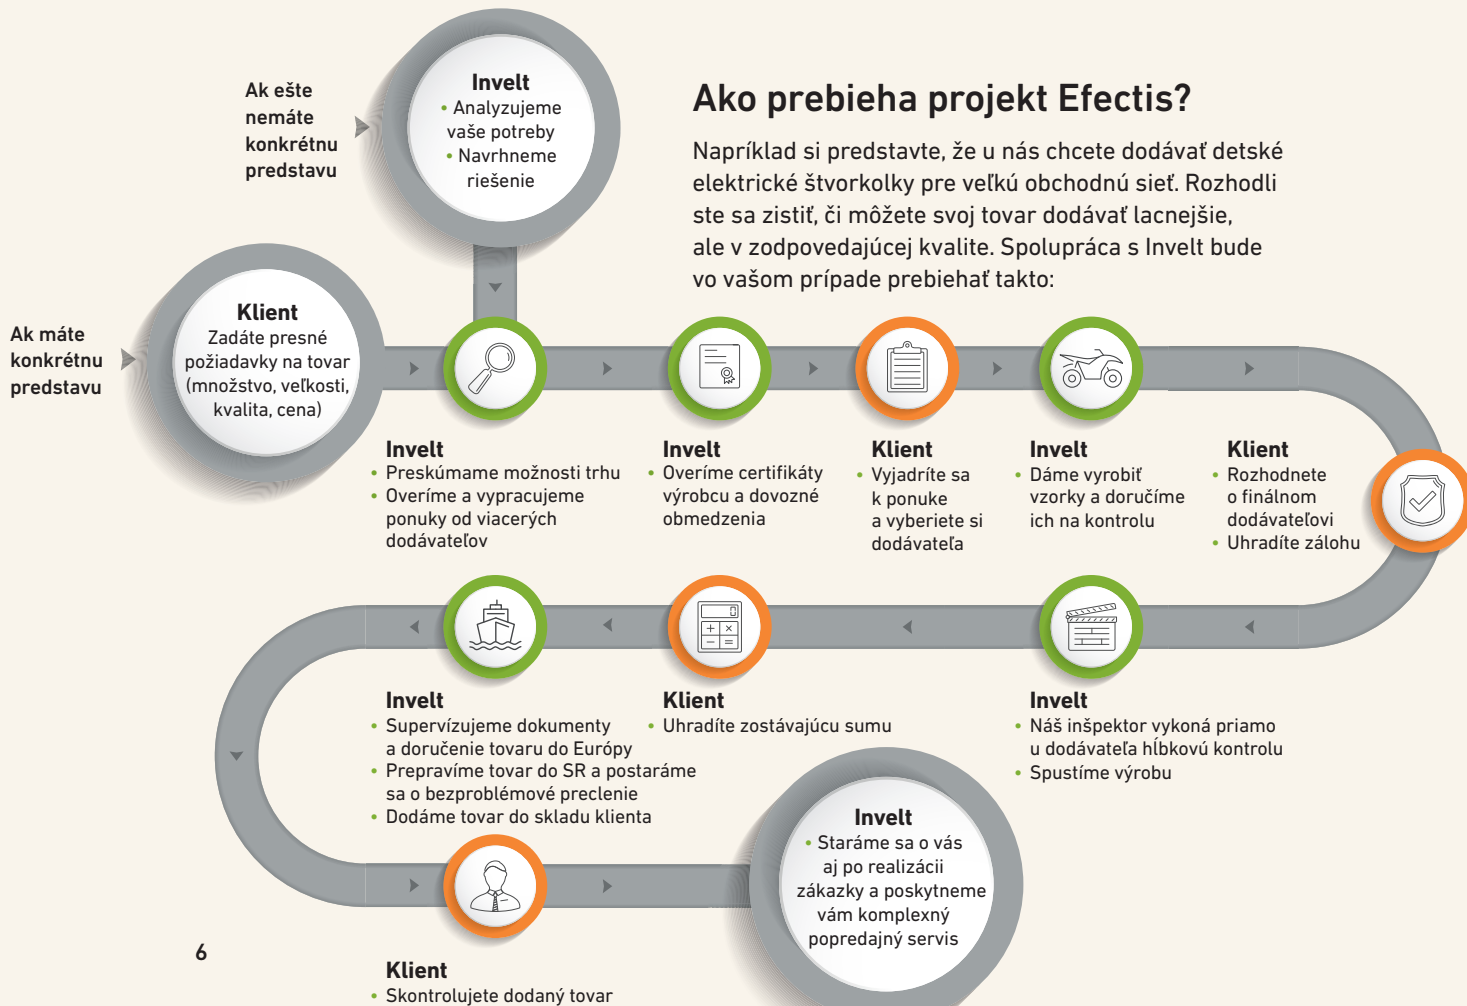 Ako prebieha projekt Efectis?
Napríklad si predstavte, že u nás chcete dodávať detské
elektrické štvorkolky pre veľkú obchodnú sieť. Rozhodli
ste sa zistiť, či môžete svoj tovar dodávať lacnejšie,
ale v zodpovedajúcej kvalite. Spolupráca s Invelt bude
vo vašom prípade prebiehať takto:
Ak ešte
nemáte
konkrétnu
predstavu
Invelt
• Analyzujeme
vaše potreby
• Navrhneme
riešenie
Ak máte
konkrétnu
predstavu
Klient
Zadáte presné
požiadavky na tovar
(množstvo, veľkosti,
kvalita, cena)
Invelt
• Preskúmame možnosti trhu
• Overíme a vypracujeme
ponuky od viacerých
dodávateľov
Invelt
• Overíme certifikáty
výrobcu a dovozné
obmedzenia
Klient
• Vyjadríte sa
k ponuke
a vyberiete si
dodávateľa
Invelt
• Dáme vyrobiť
vzorky a doručíme
ich na kontrolu
Klient
• Rozhodnete
o finálnom
dodávateľovi
• Uhradíte zálohu
Invelt
• Náš inšpektor vykoná priamo
u dodávateľa hĺbkovú kontrolu
• Spustíme výrobu
0
+ ×
− =
Klient
• Uhradíte zostávajúcu sumu
Invelt
• Supervízujeme dokumenty
a doručenie tovaru do Európy
• Prepravíme tovar do SR a postaráme
sa o bezproblémové preclenie
• Dodáme tovar do skladu klienta
Klient
• Skontrolujete dodaný tovar
Invelt
• Staráme sa o vás
aj po realizácii
zákazky a poskytneme
vám komplexný
popredajný servis
6